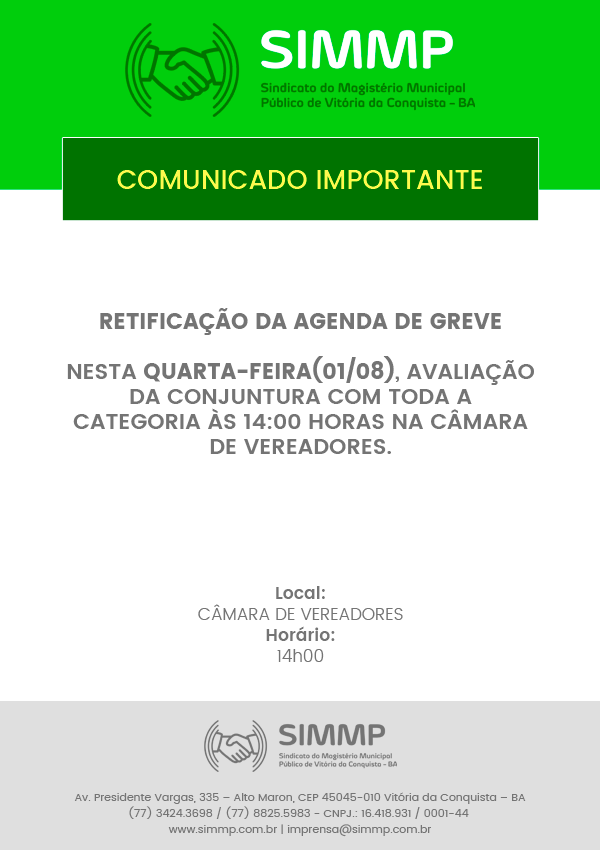 SIMMP
Sindicato do Magistério Municipal
Público de Vitória da Conquista - BA
COMUNICADO IMPORTANTE
RETIFICAÇÃO DA AGENDA DE GREVE
NESTA QUARTA-FEIRA(01/08), AVALIAÇÃO
DA CONJUNTURA COM TODA A
CATEGORIA ÀS 14:00 HORAS NA CÂMARA
DE VEREADORES.
Local:
CÂMARA DE VEREADORES
Horário:
14h00
SIMMP
Sindicato do Magistério Municipal
Público de Vitória da Conquista - BA
Av. Presidente Vargas, 335 – Alto Maron, CEP 45045-010 Vitória da Conquista – BA
(77) 3424.3698 / (77) 8825.5983 - CNPJ.: 16.418.931 / 0001-44
www.simmp.com.br | imprensa@simmp.com.br